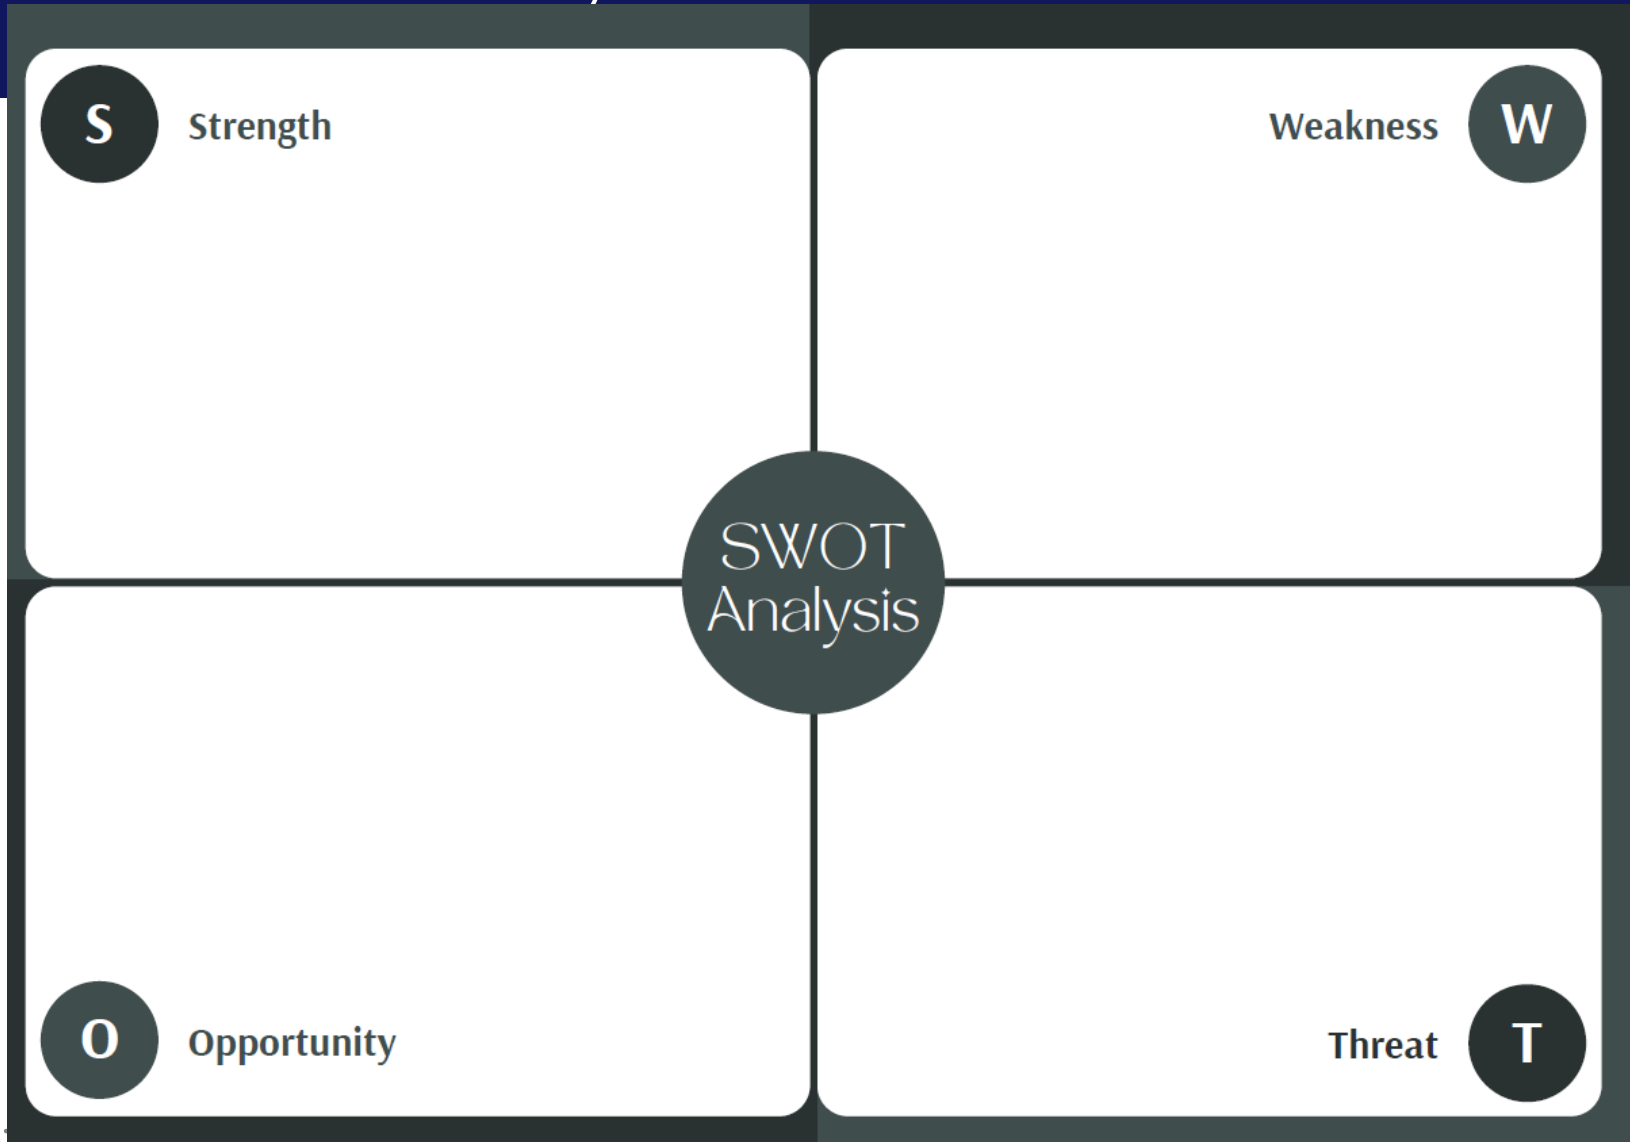 S
Strength
Weakness
W
SWOT
Analysis
O
Opportunity
Threat
T